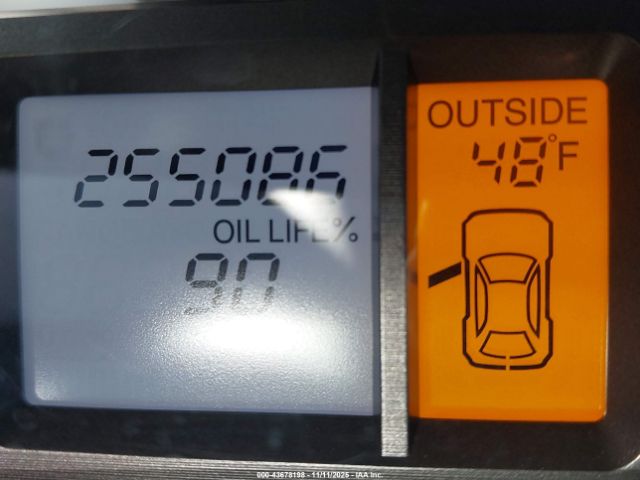 255086
OIL LIFE%
90
OUTSIDE
48°F
000-43678198 - 11/11/2025 - IAA Inc.